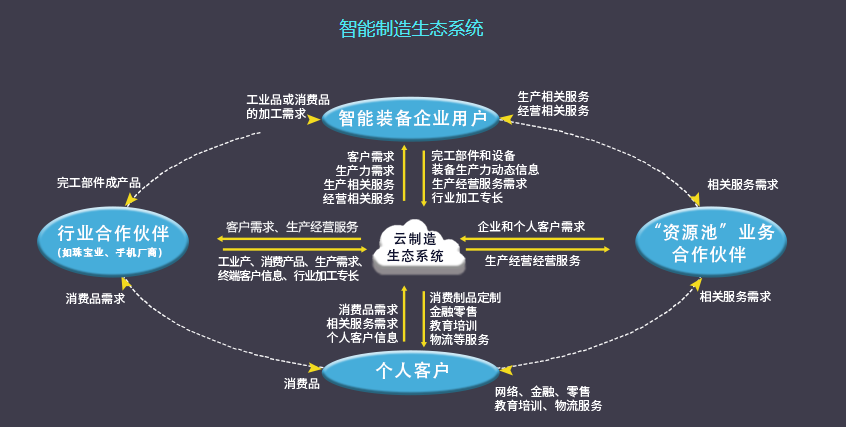 智能制造生态系统
工业品或消费品
的加工需求
智能装备企业用户
生产相关服务
经营相关服务
客户需求
生产力需求
生产相关服务
经营相关服务
完工部件和设备
装备生产力动态信息
生产经营服务需求
行业加工专长
完工部件成产品
相关服务需求
行业合作伙伴
(如珠宝业、手机厂商)
客户需求、生产经营服务
工业产、消费产品、生产需求、
终端客户信息、行业加工专长
云制造
生态系统
企业和个人客户需求
生产经营经营服务
“资源池”业务
合作伙伴
消费品需求
相关服务需求
消费品需求
相关服务需求
个人客户信息
消费制品定制
金融零售
教育培训
物流等服务
消费品
个人客户
网络、金融、零售
教育培训、物流服务